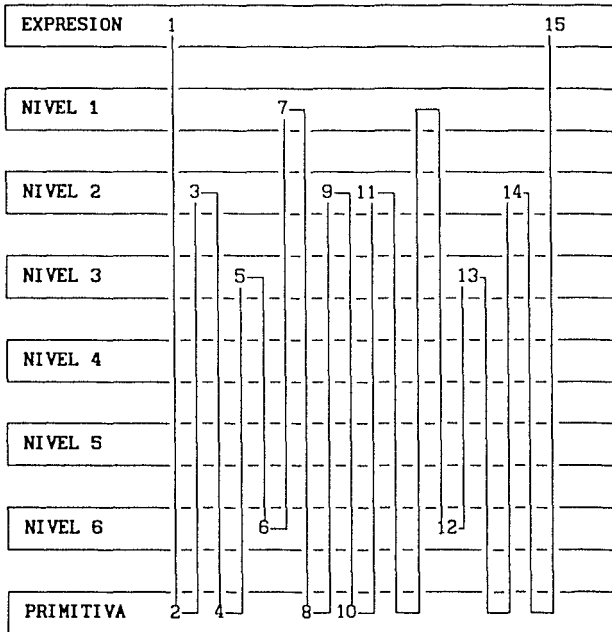 EXPRESION 1 15
NIVEL 1 7
NIVEL 2 3 9 11 14
NIVEL 3 5 13
NIVEL 4
NIVEL 5
NIVEL 6 6 12
PRIMITIVA 2 4 8 10